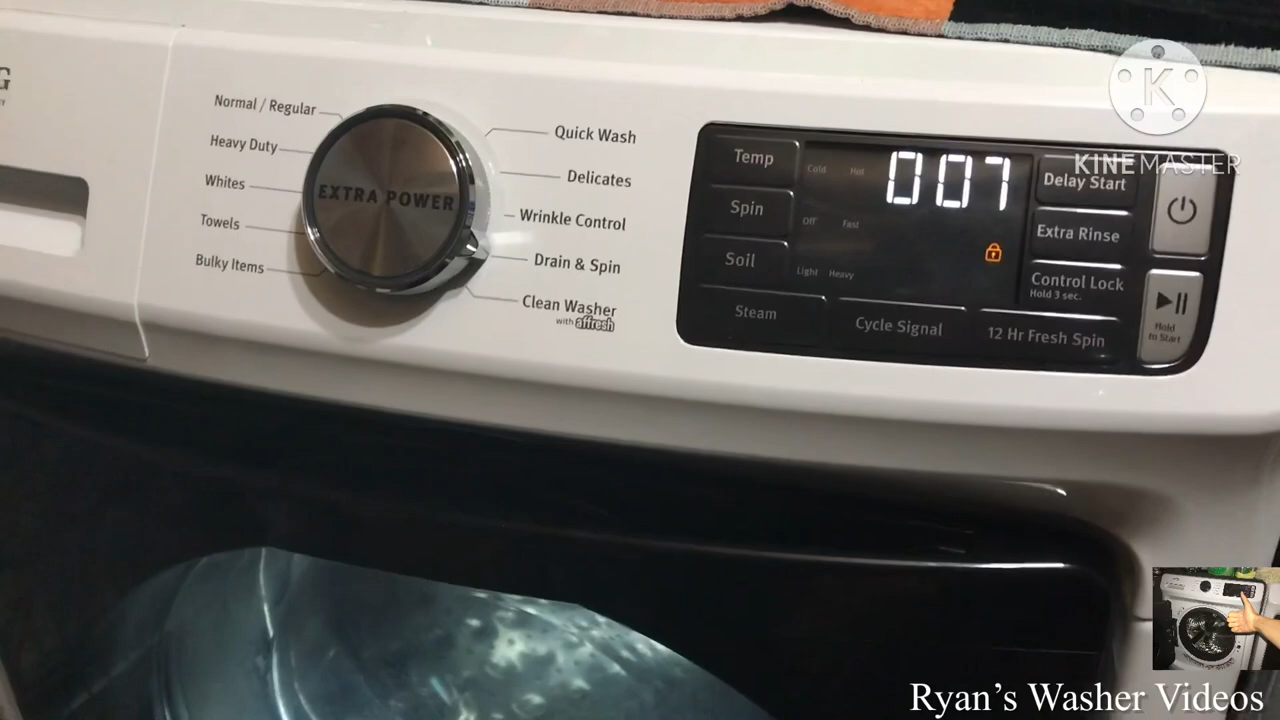 G
KINEMASTER
K
Normal / Regular
Heavy Duty
Whites
Towels
Bulky Items
EXTRA POWER
Quick Wash
Delicates
Wrinkle Control
Drain & Spin
Clean Washer
with affresh
Temp
Spin
Soil
Steam
Cold Hot
Off Fast
Light Heavy
007
Delay Start
Extra Rinse
Control Lock
Hold 3 sec.
Cycle Signal
12 Hr Fresh Spin
Hold
to Start
Ryan's Washer Videos